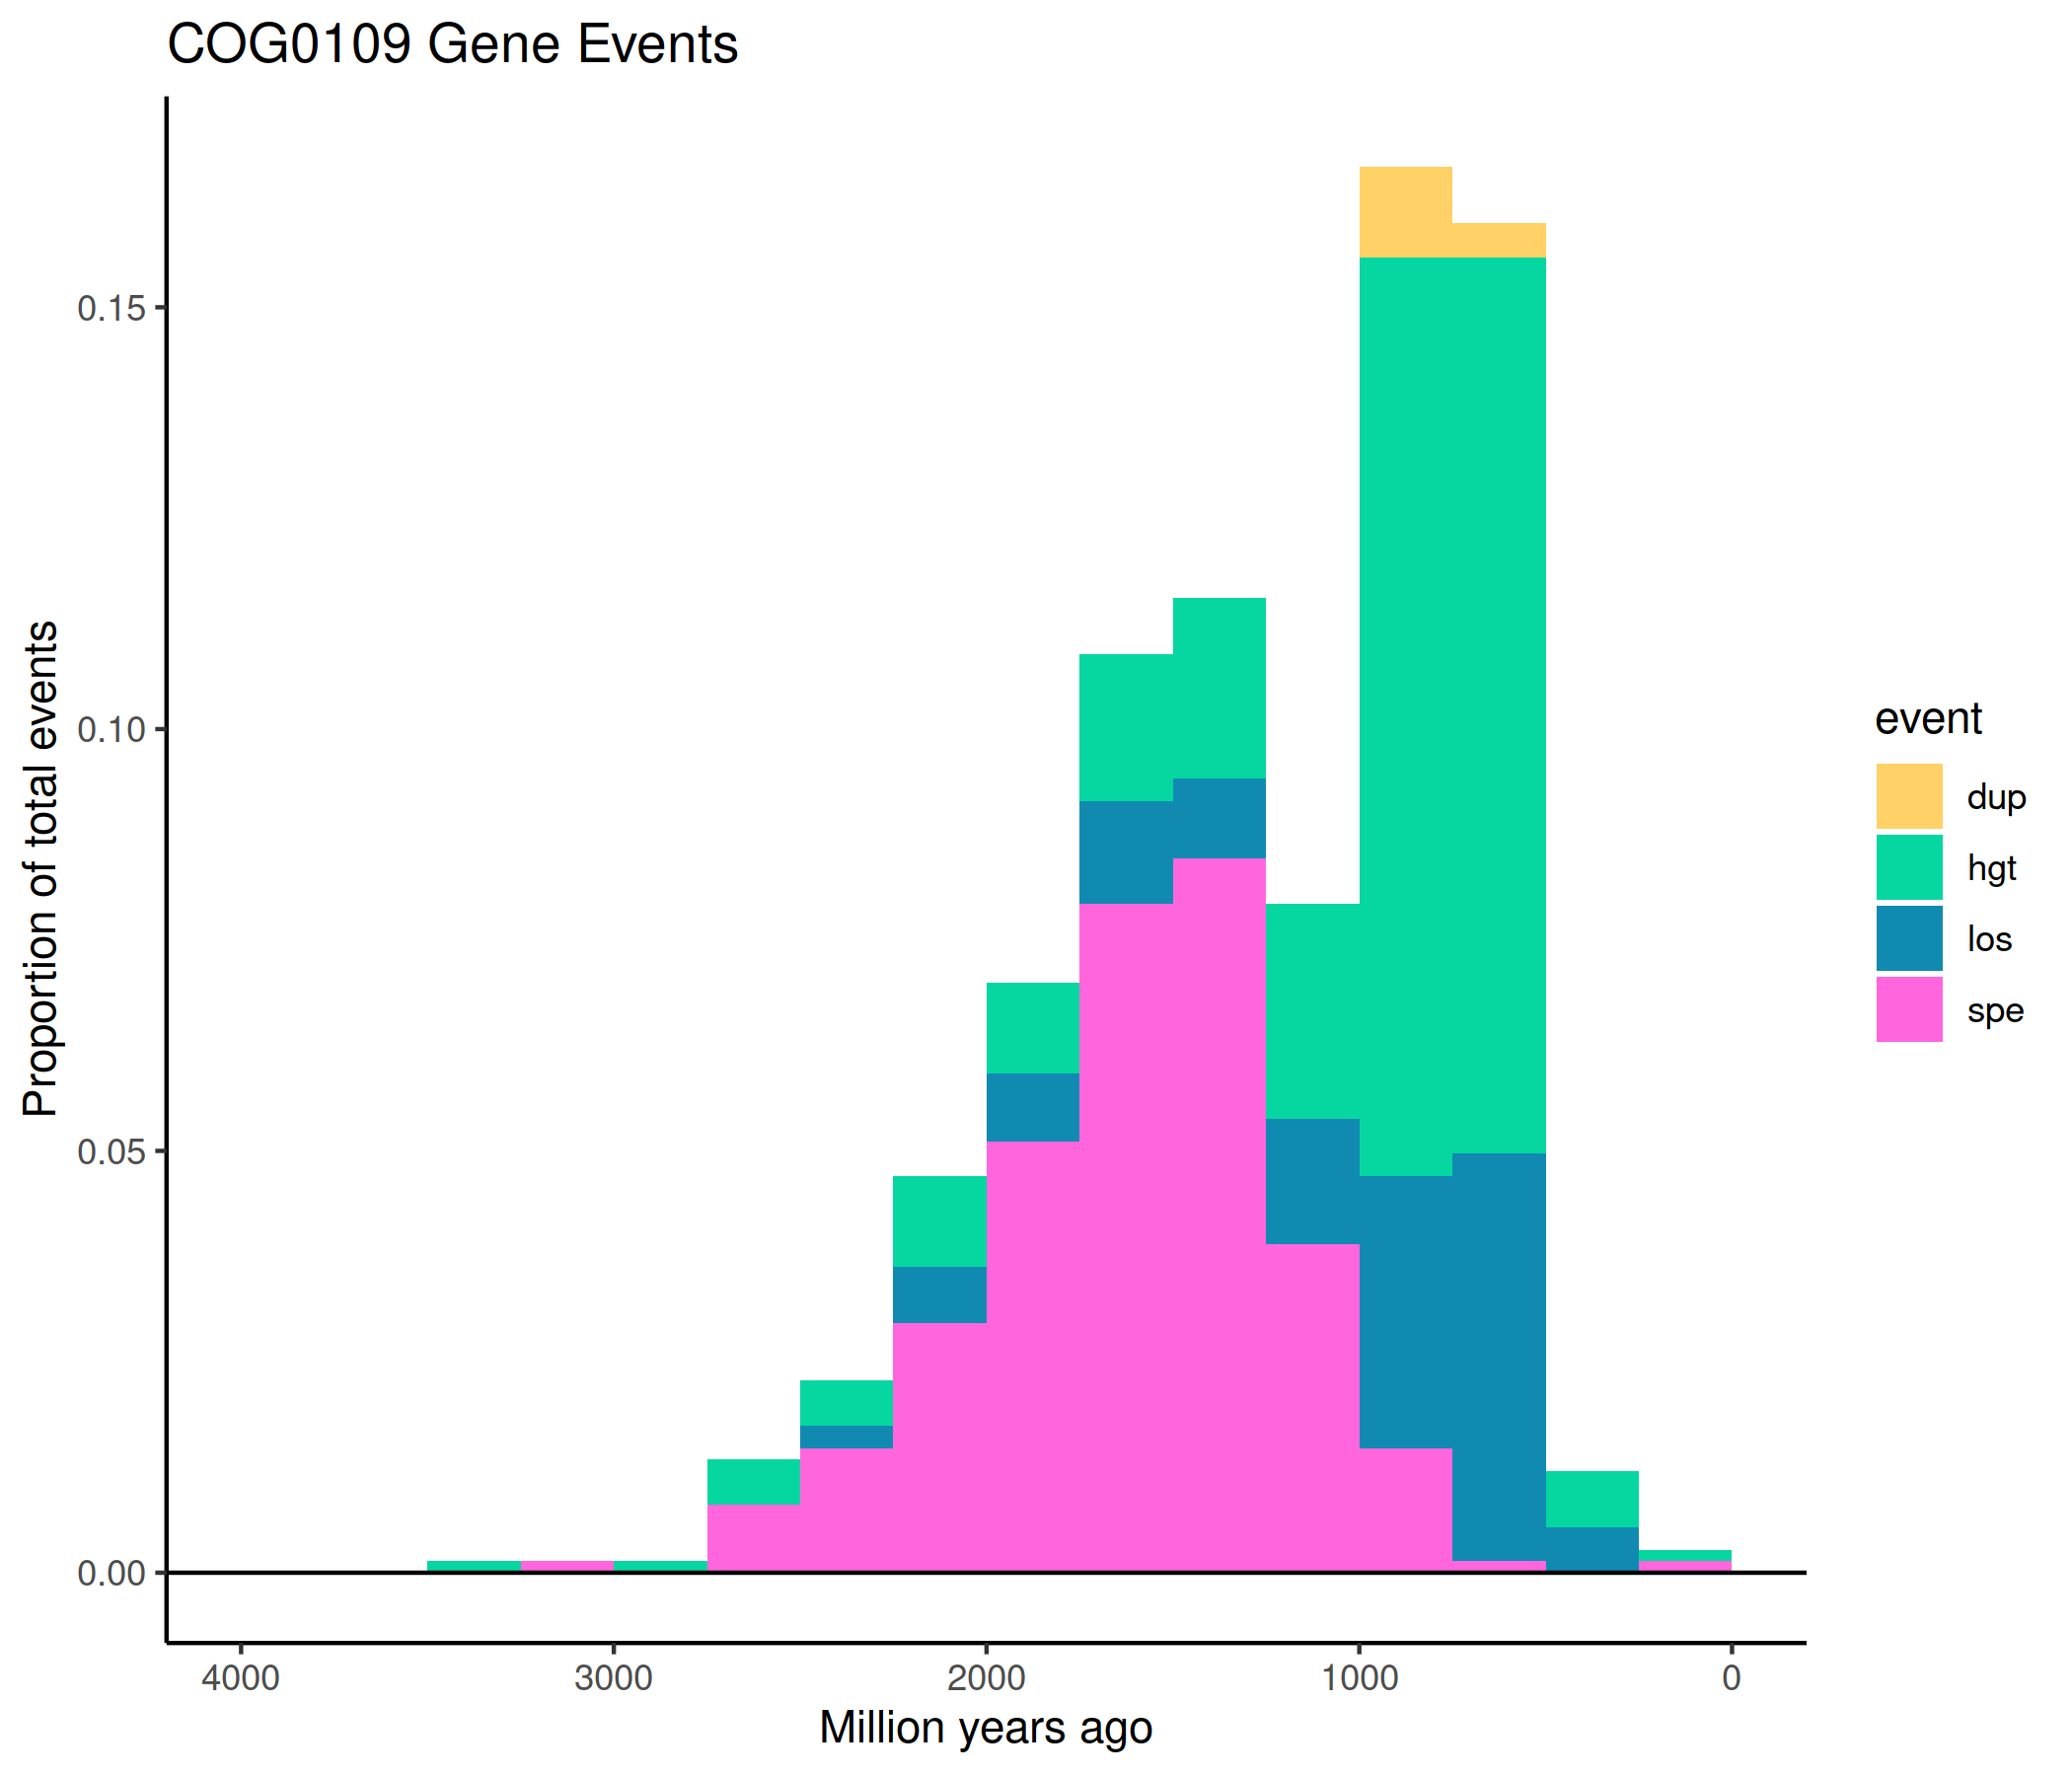 COG0109 Gene Events
Proportion of total events
0.15
0.10
0.05
0.00
4000 3000 2000 1000 0
Million years ago
event
dup
hgt
los
spe